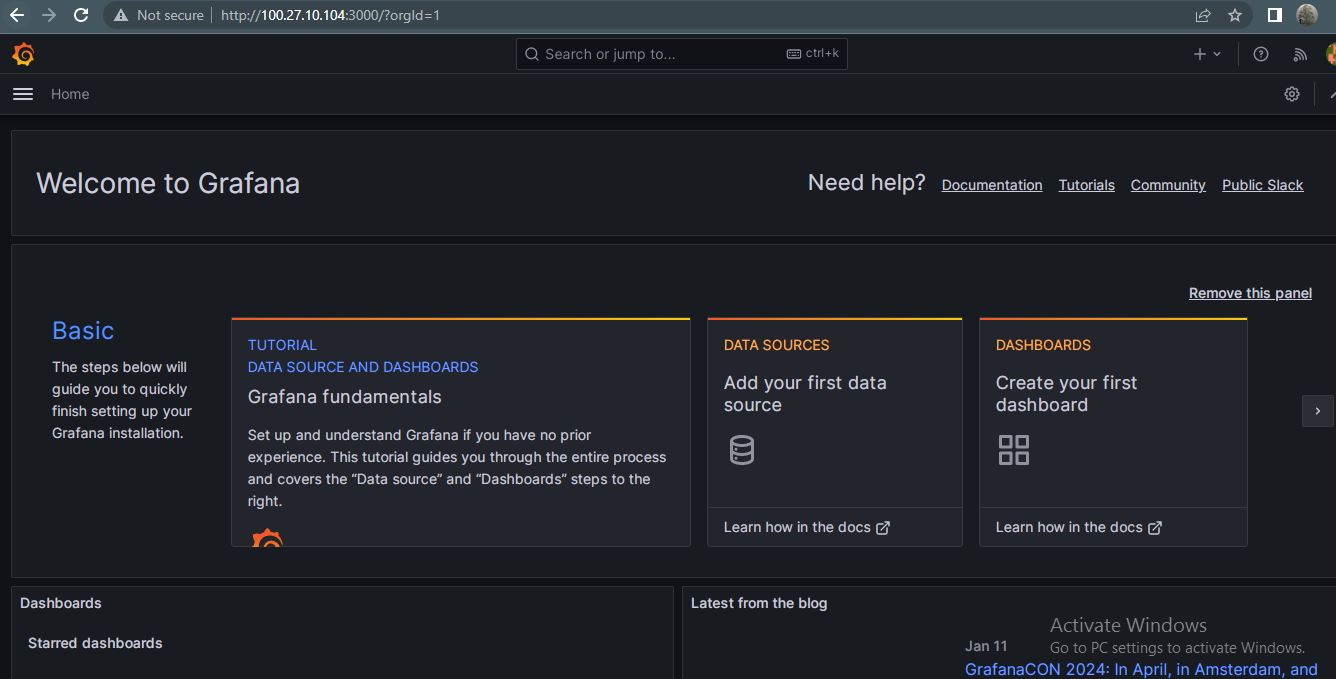 Not secure
http://100.27.10.104:3000/?orgId=1
Search or jump to...
ctrl+k
Home
Welcome to Grafana
Need help?
Documentation
Tutorials
Community
Public Slack
Remove this panel
Basic
The steps below will
guide you to quickly
finish setting up your
Grafana installation.
TUTORIAL
DATA SOURCE AND DASHBOARDS
Grafana fundamentals
Set up and understand Grafana if you have no prior
experience. This tutorial guides you through the entire process
and covers the “Data source” and “Dashboards” steps to the
right.
DATA SOURCES
Add your first data
source
Learn how in the docs
DASHBOARDS
Create your first
dashboard
Learn how in the docs
Dashboards
Starred dashboards
Latest from the blog
Jan 11
GrafanaCON 2024: In April, in Amsterdam, and
Activate Windows
Go to PC settings to activate Windows.